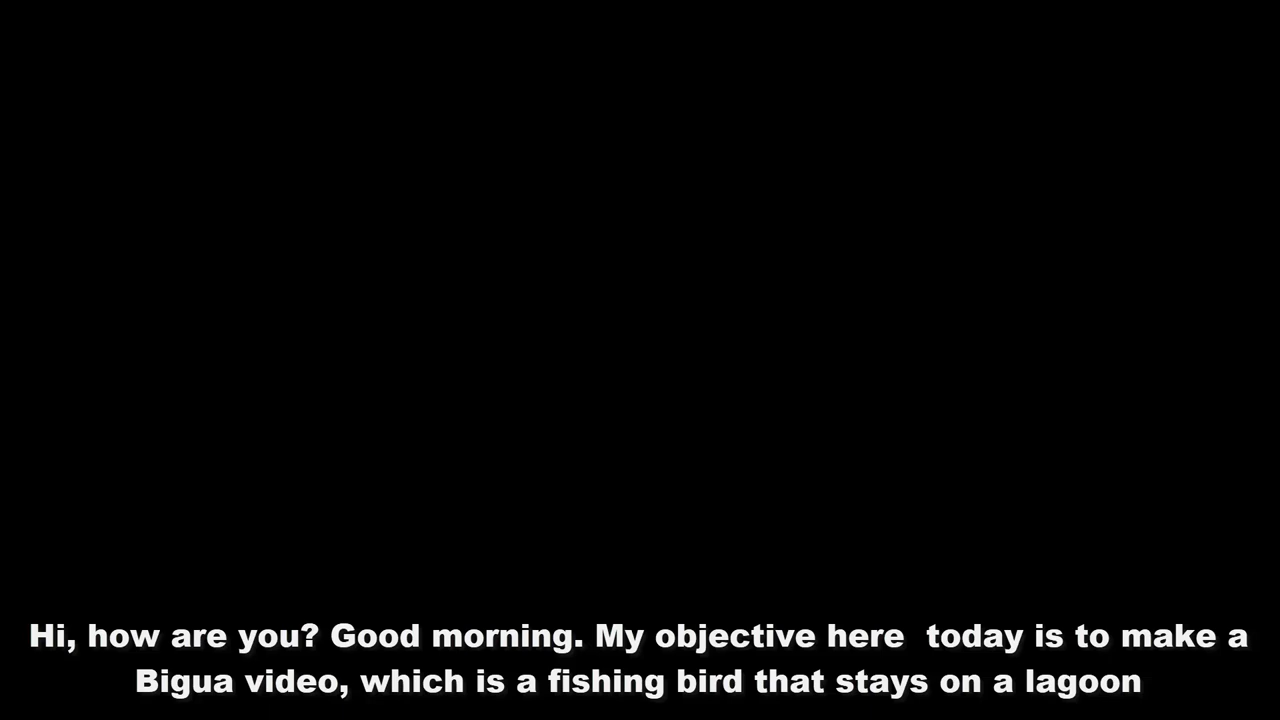 Hi, how are you? Good morning. My objective here  today is to make a
Bigua video, which is a fishing bird that stays on a lagoon